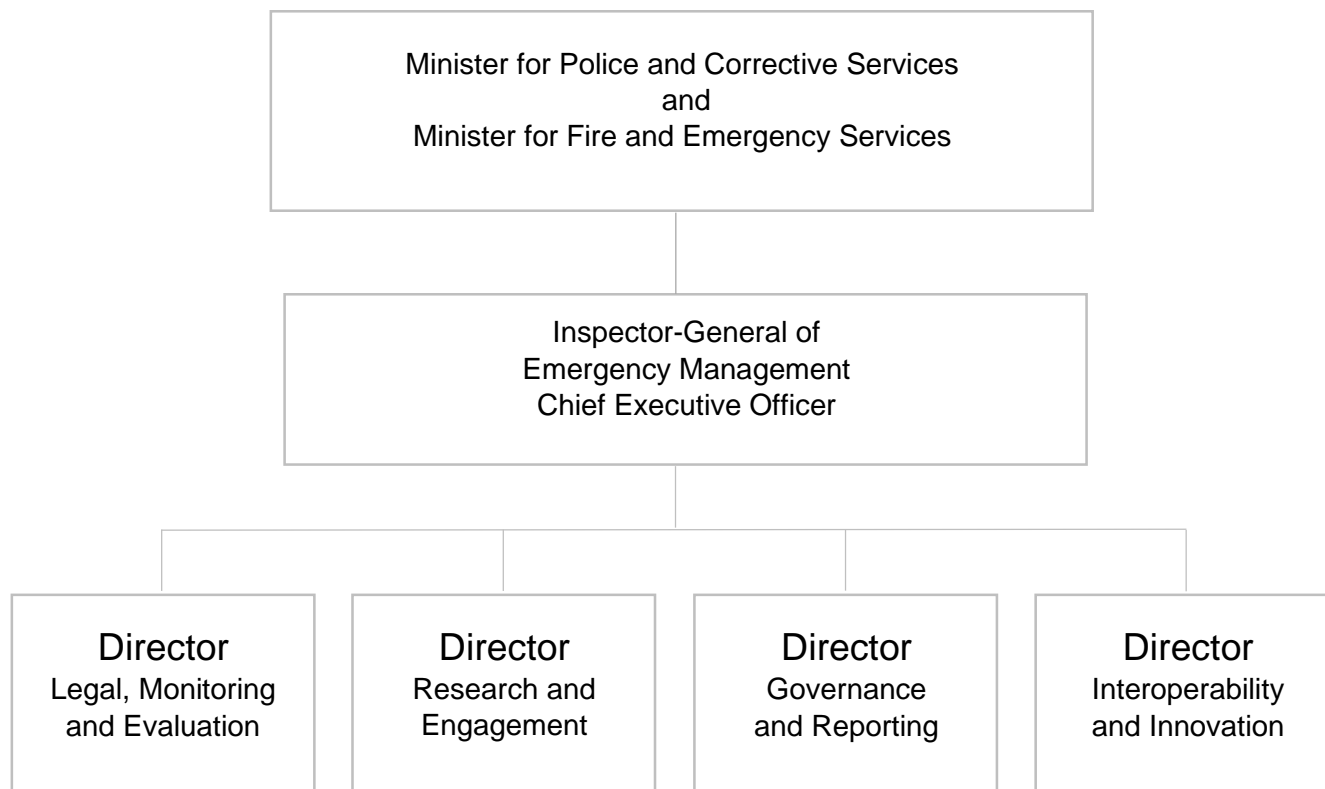 Minister for Police and Corrective Services
and
Minister for Fire and Emergency Services
Inspector-General of
Emergency Management
Chief Executive Officer
Director
Legal, Monitoring
and Evaluation
Director
Research and
Engagement
Director
Governance
and Reporting
Director
Interoperability
and Innovation